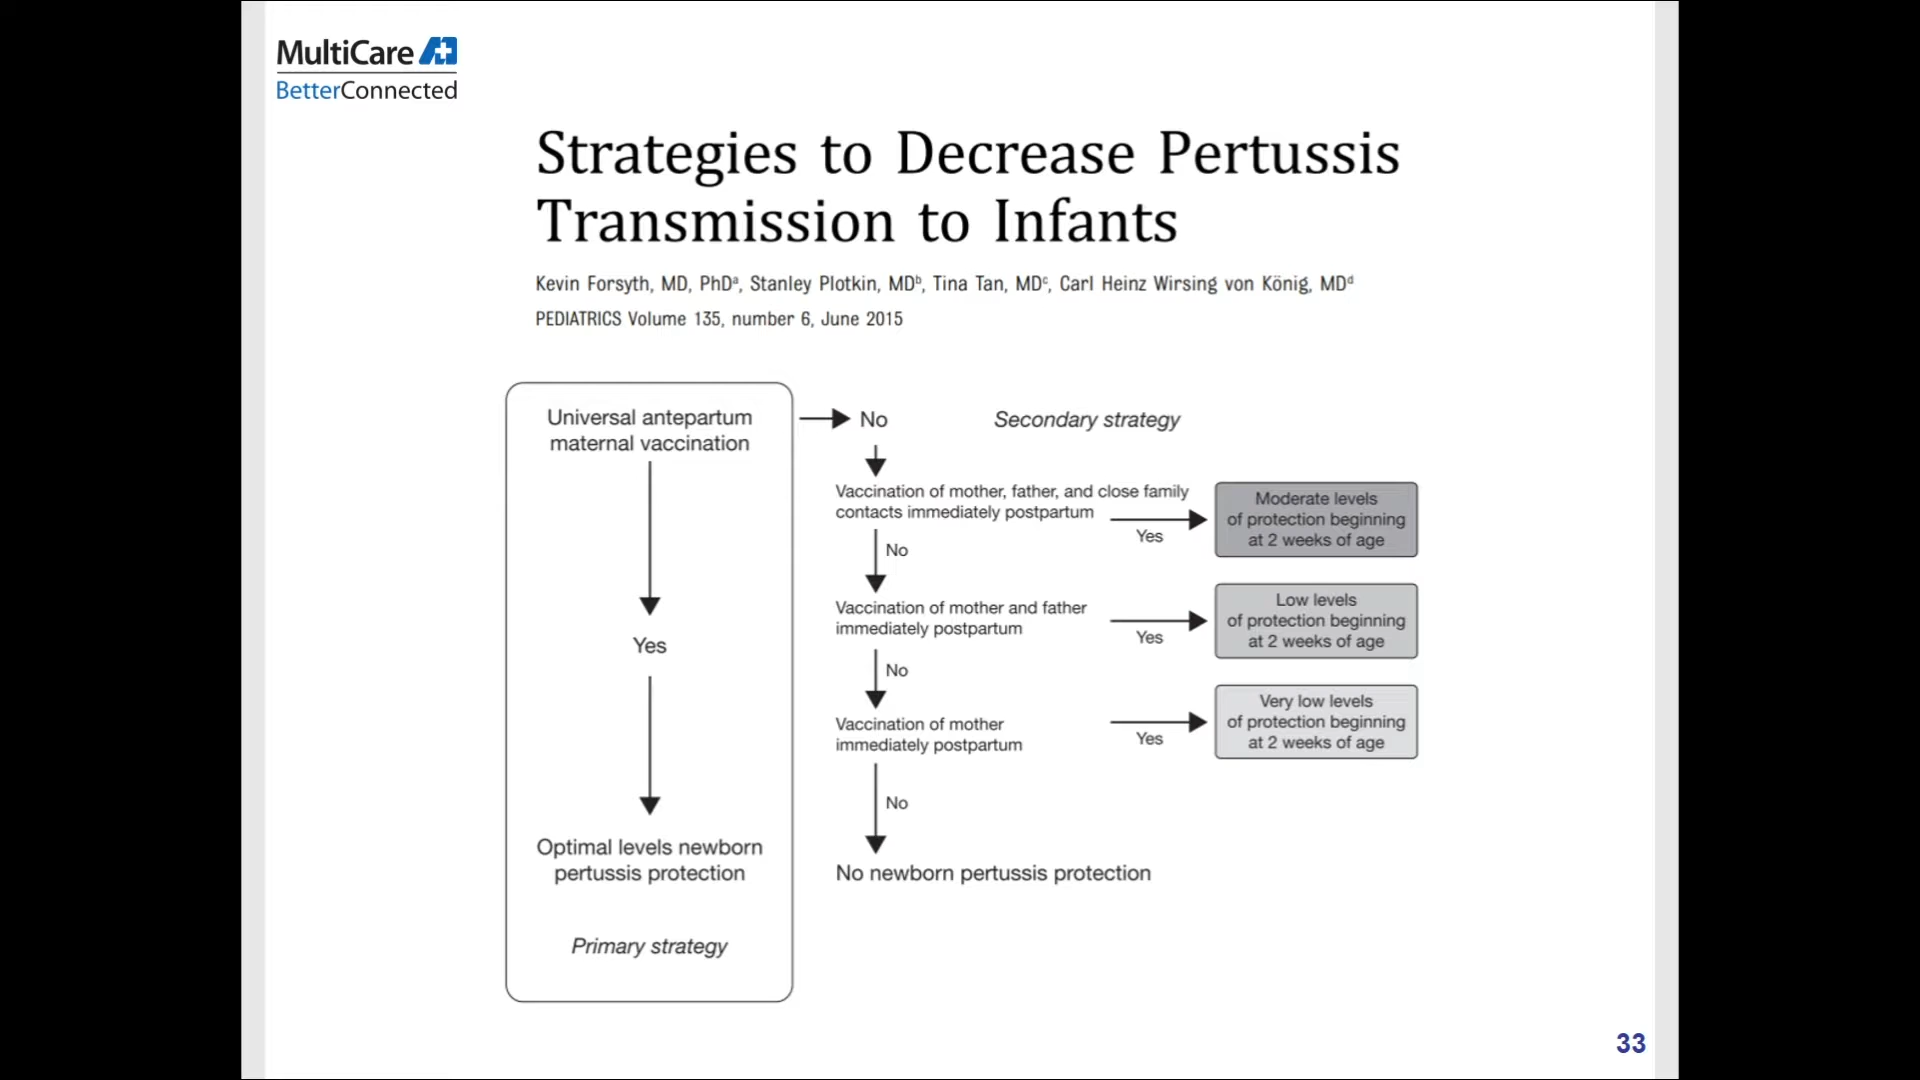 MultiCare
BetterConnected
Strategies to Decrease Pertussis
Transmission to Infants
Kevin Forsyth, MD, PhDᵃ, Stanley Plotkin, MDᵇ, Tina Tan, MDᶜ, Carl Heinz Wirsing von König, MDᵈ
PEDIATRICS Volume 135, number 6, June 2015
Universal antepartum
maternal vaccination
Yes
Optimal levels newborn
pertussis protection
Primary strategy
No
Secondary strategy
Vaccination of mother, father, and close family
contacts immediately postpartum
Yes
Moderate levels
of protection beginning
at 2 weeks of age
No
Vaccination of mother and father
immediately postpartum
Yes
Low levels
of protection beginning
at 2 weeks of age
No
Vaccination of mother
immediately postpartum
Yes
Very low levels
of protection beginning
at 2 weeks of age
No
No newborn pertussis protection
33